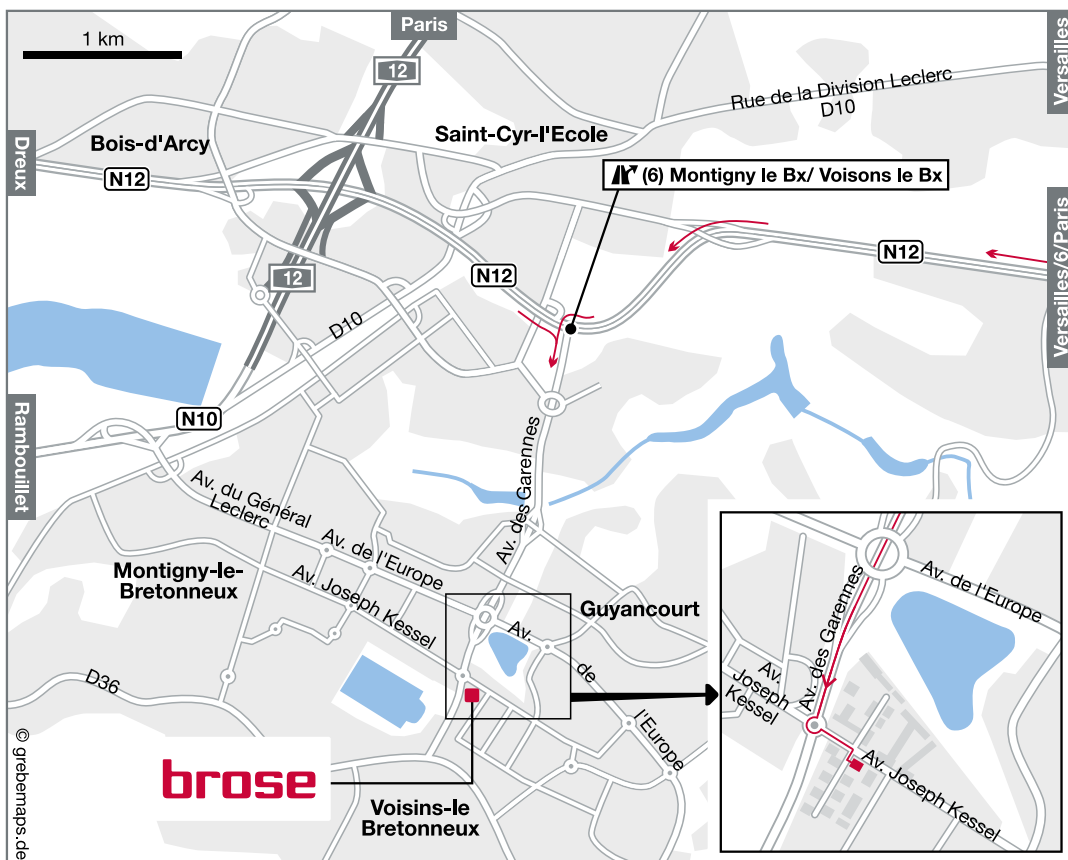 Paris
1 km
12
Versailles
Rue de la Division Leclerc
D10
Saint-Cyr-l'Ecole
Bois-d'Arcy
Dreux
N12
(6) Montigny le Bx/ Voisons le Bx
Versailles/6/Paris
N12
N12
12
D10
Rambouillet
N10
Av. des Garennes
Av. du Général
Leclerc
Av. de l'Europe
Montigny-le-
Bretonneux
Av. Joseph Kessel
Guyancourt
Av.
de
l'Europe
D36
brose
Voisins-le
Bretonneux
Av. de l'Europe
Av. des Garennes
Av.
Joseph
Kessel
Av. Joseph Kessel
© grebemaps.de